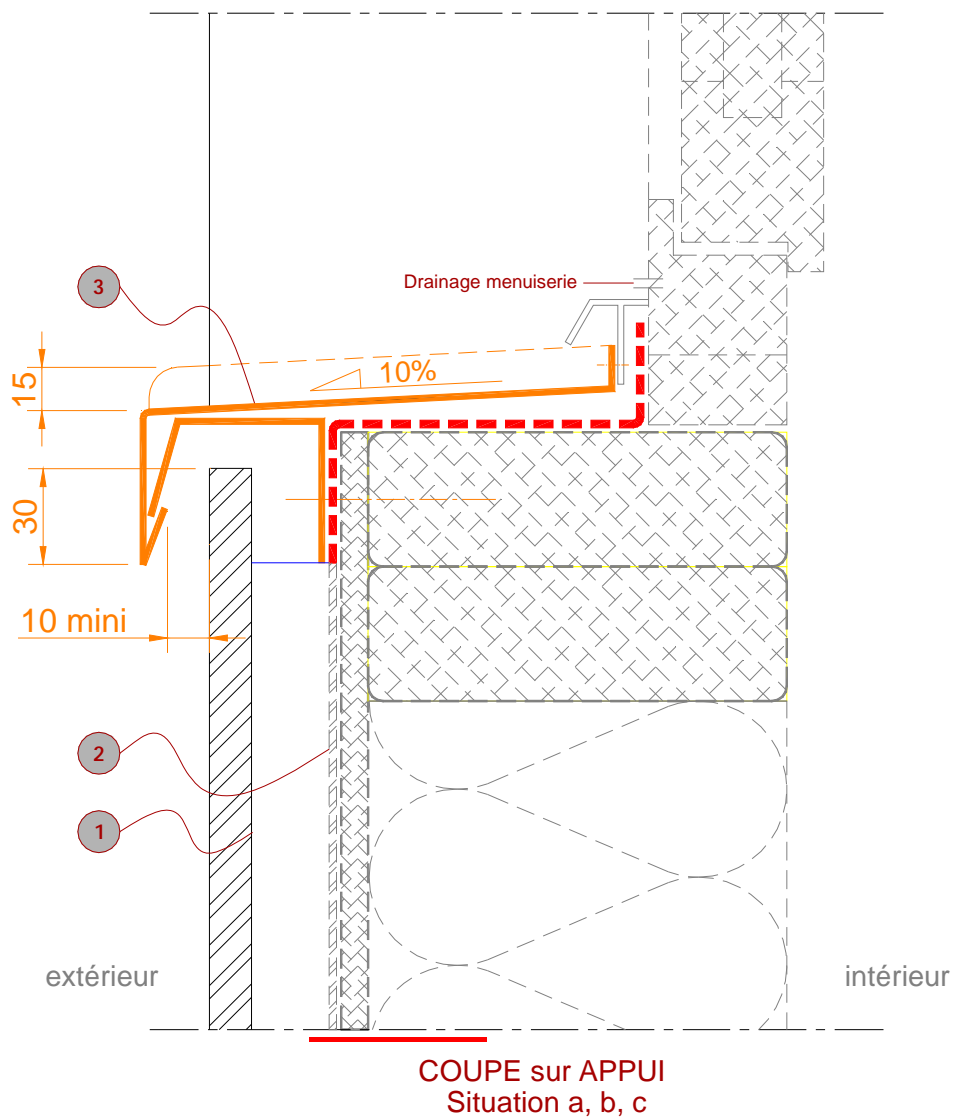 Drainage menuiserie
3
10%
15
30
10 mini
2
1
extérieur
intérieur
COUPE sur APPUI
Situation a, b, c